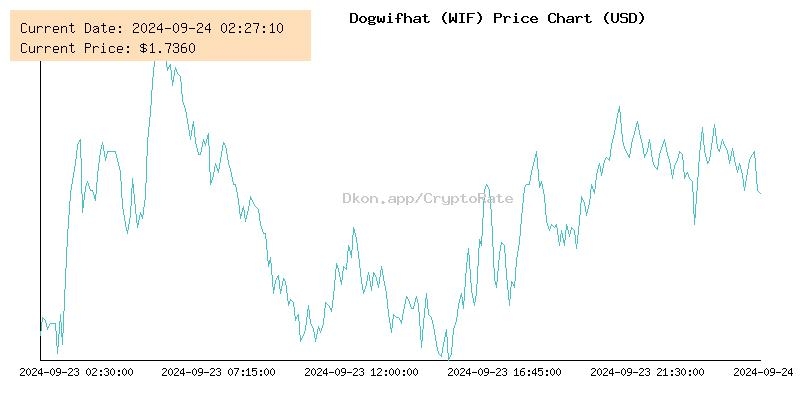 Dogwifhat (WIF) Price Chart (USD)
Current Date: 2024-09-24 02:27:10
Current Price: $1.7360
Dkon.app/CryptoRate
2024-09-23 02:30:00 2024-09-23 07:15:00 2024-09-23 12:00:00 2024-09-23 16:45:00 2024-09-23 21:30:00 2024-09-24